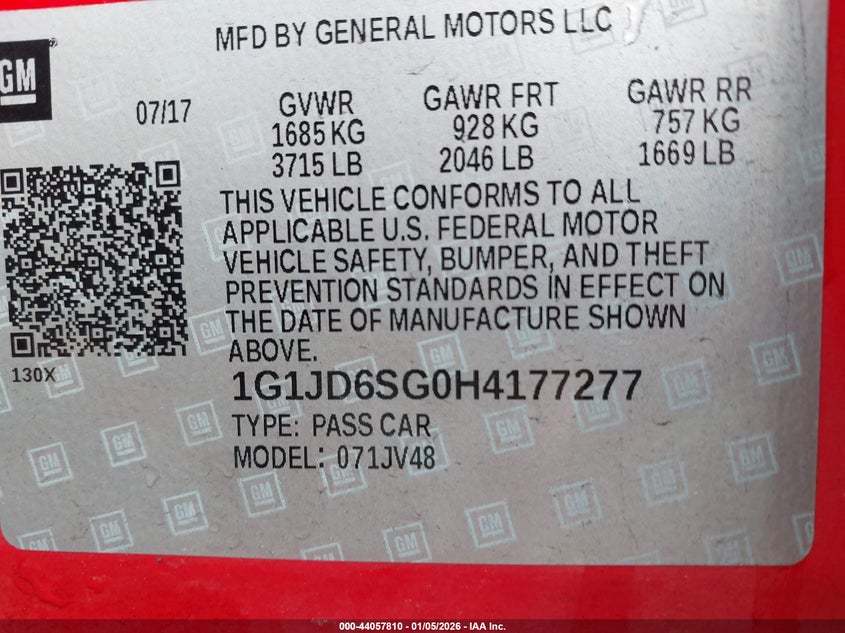 MFD BY GENERAL MOTORS LLC
GM
07/17
GVWR GAWR FRT GAWR RR
1685 KG 928 KG 757 KG
3715 LB 2046 LB 1669 LB
THIS VEHICLE CONFORMS TO ALL
APPLICABLE U.S. FEDERAL MOTOR
VEHICLE SAFETY, BUMPER, AND THEFT
PREVENTION STANDARDS IN EFFECT ON
THE DATE OF MANUFACTURE SHOWN
ABOVE.
130X
1G1JD6SG0H4177277
TYPE: PASS CAR
MODEL: 071JV48
000-44057810 - 01/05/2026 - IAA Inc.